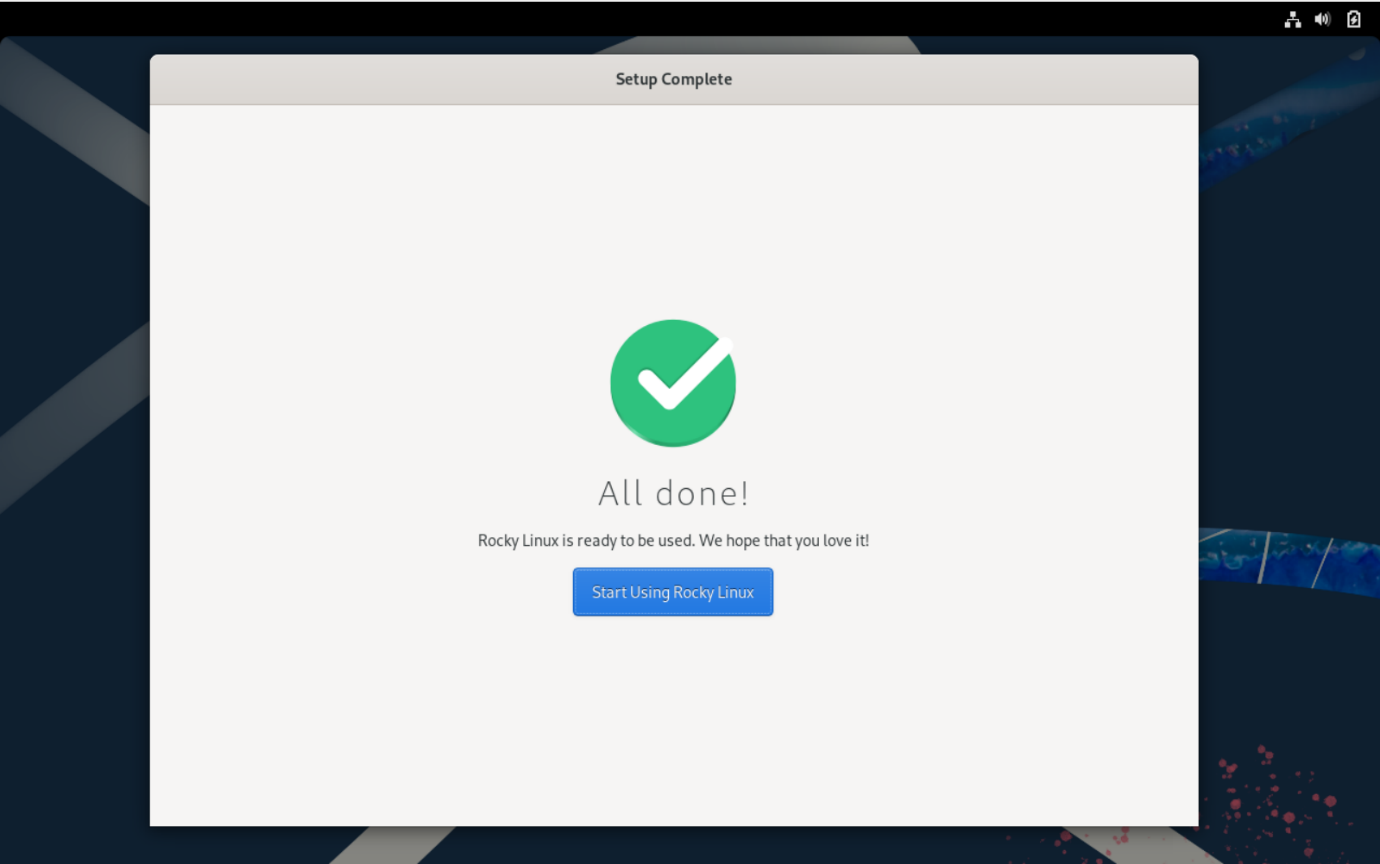 Setup Complete
All done!
Rocky Linux is ready to be used. We hope that you love it!
Start Using Rocky Linux